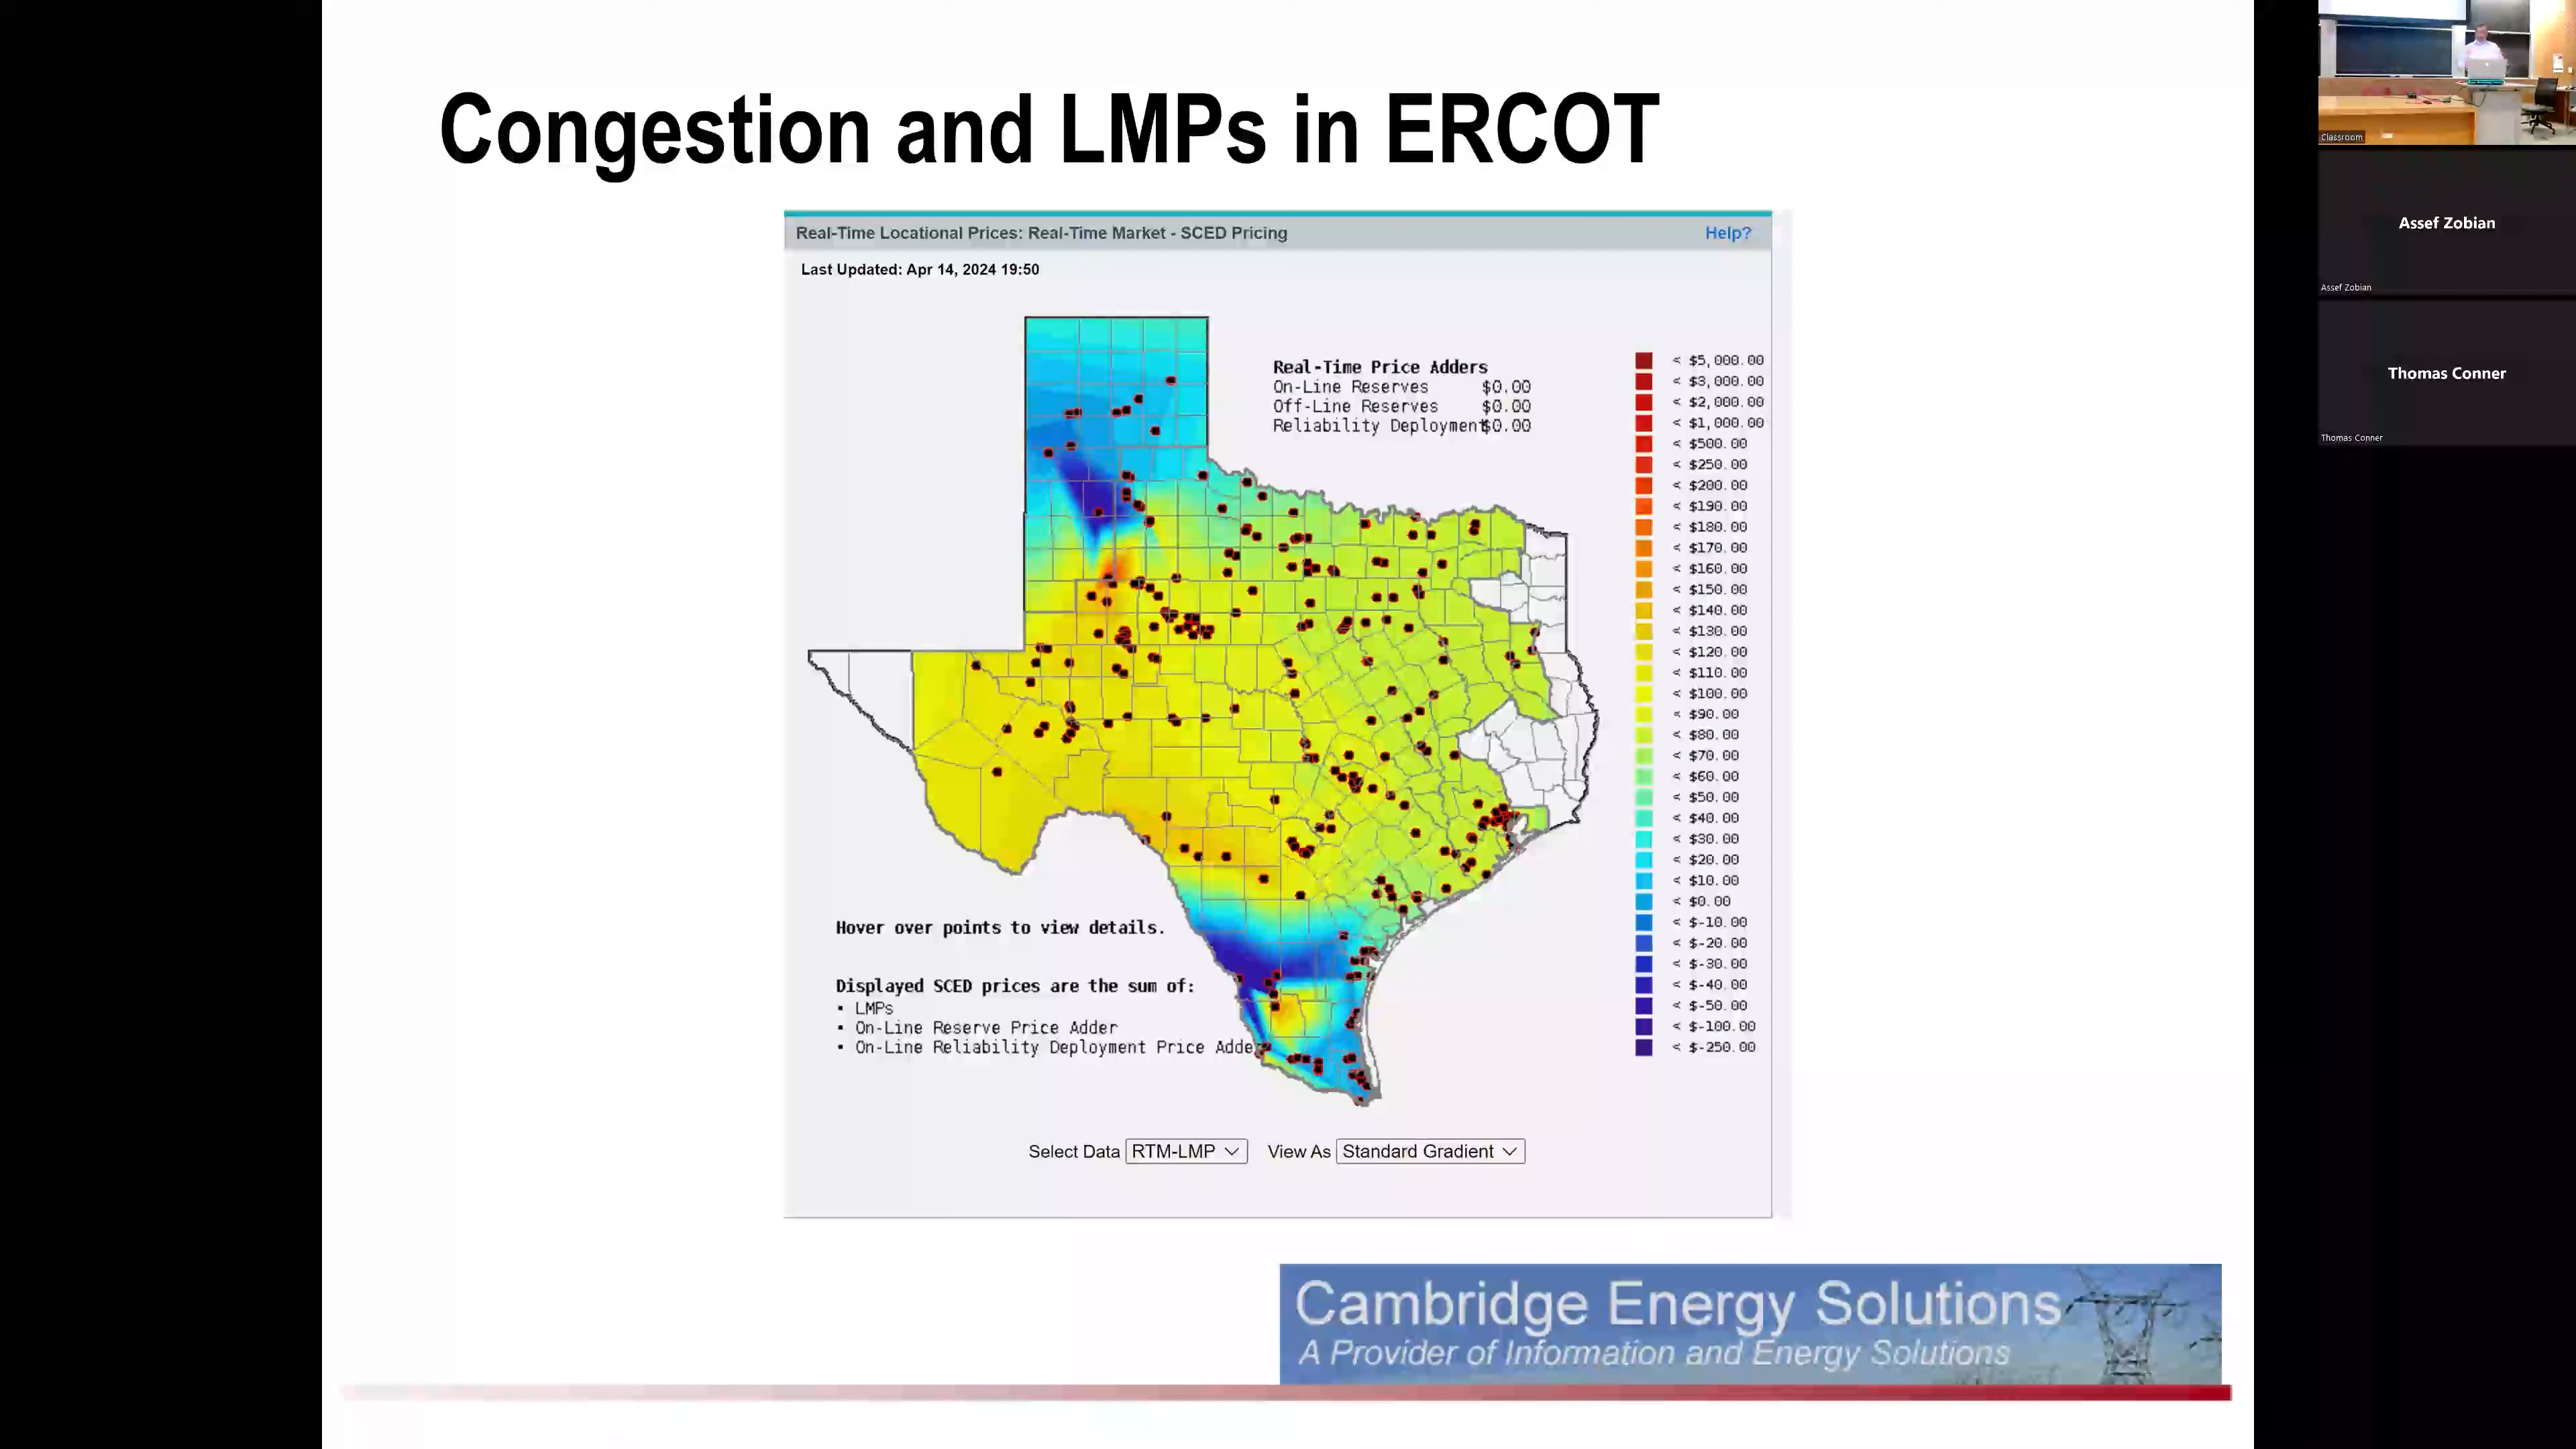 Congestion and LMPs in ERCOT
Real-Time Locational Prices: Real-Time Market - SCED Pricing
Help?
Last Updated: Apr 14, 2024 19:50
Real-Time Price Adders
On-Line Reserves $0.00
Off-Line Reserves $0.00
Reliability Deployment $0.00
< $5,000.00
< $3,000.00
< $2,000.00
< $1,000.00
< $500.00
< $250.00
< $200.00
< $190.00
< $180.00
< $170.00
< $160.00
< $150.00
< $140.00
< $130.00
< $120.00
< $110.00
< $100.00
< $90.00
< $80.00
< $70.00
< $60.00
< $50.00
< $40.00
< $30.00
< $20.00
< $10.00
< $0.00
< $-10.00
< $-20.00
< $-30.00
< $-40.00
< $-50.00
< $-100.00
< $-250.00
Hover over points to view details.
Displayed SCED prices are the sum of:
▪ LMPs
▪ On-Line Reserve Price Adder
▪ On-Line Reliability Deployment Price Adde
Select Data RTM-LMP View As Standard Gradient
Cambridge Energy Solutions
A Provider of Information and Energy Solutions
Classroom
Assef Zobian
Assef Zobian
Thomas Conner
Thomas Conner